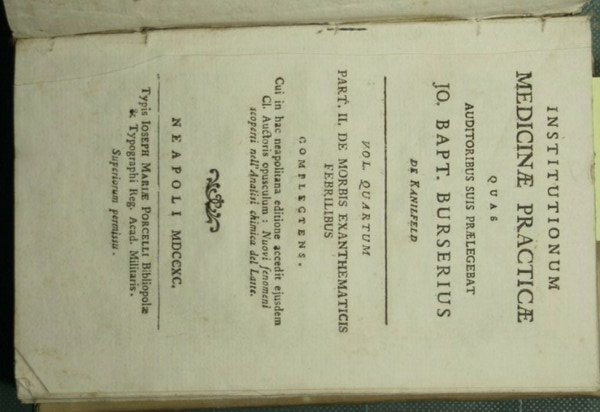 INSTITUTIONUM
MEDICINÆ PRACTICÆ
QUAS
AUDITORIBUS SUIS PRÆLEGEBAT
JO. BAPT. BURSERIUS
DE KANILFELD
VOL. QUARTUM
PART. II. DE MORBIS EXANTHEMATICIS
FEBRILIBUS
COMPLECTENS.
Cui in hac neapolitana editione accedit ejusdem
Cl. Auctoris opusculum: Nuovi fenomeni
scoperti nell'Analisi chimica del Latte.
NEAPOLI MDCCXC.
Typis IOSEPH MARIÆ PORCELLI Bibliopolæ
& Typographi Reg. Acad. Militaris.
Superiorum permissu.